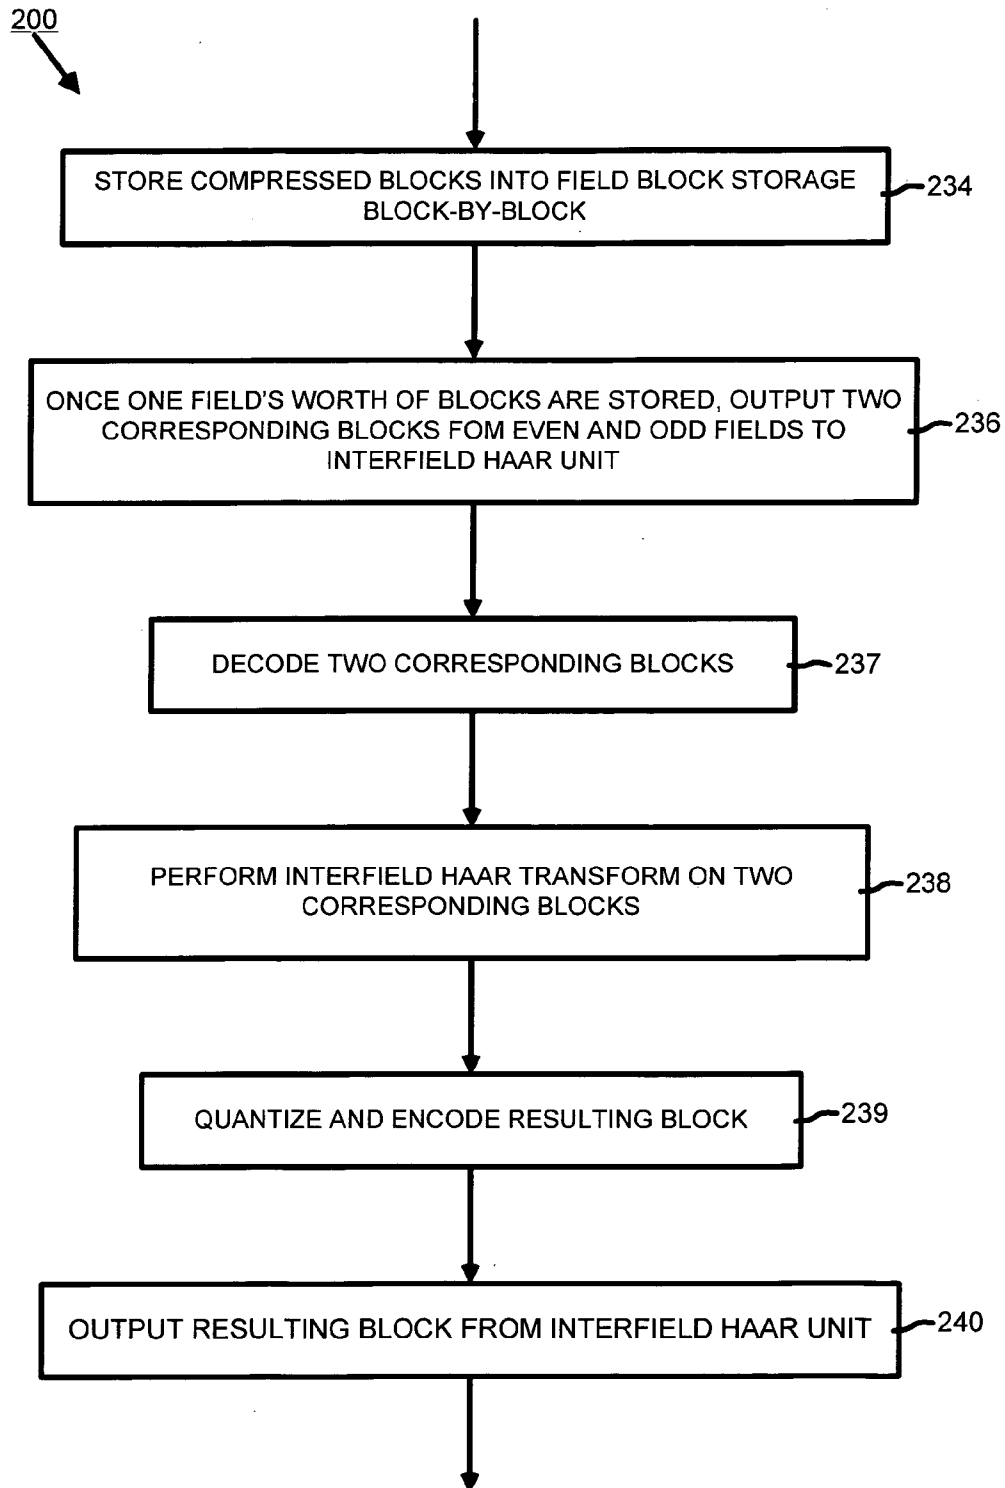 200
STORE COMPRESSED BLOCKS INTO FIELD BLOCK STORAGE
BLOCK-BY-BLOCK
234
ONCE ONE FIELD'S WORTH OF BLOCKS ARE STORED, OUTPUT TWO
CORRESPONDING BLOCKS FOM EVEN AND ODD FIELDS TO
INTERFIELD HAAR UNIT
236
DECODE TWO CORRESPONDING BLOCKS
237
PERFORM INTERFIELD HAAR TRANSFORM ON TWO
CORRESPONDING BLOCKS
238
QUANTIZE AND ENCODE RESULTING BLOCK
239
OUTPUT RESULTING BLOCK FROM INTERFIELD HAAR UNIT
240